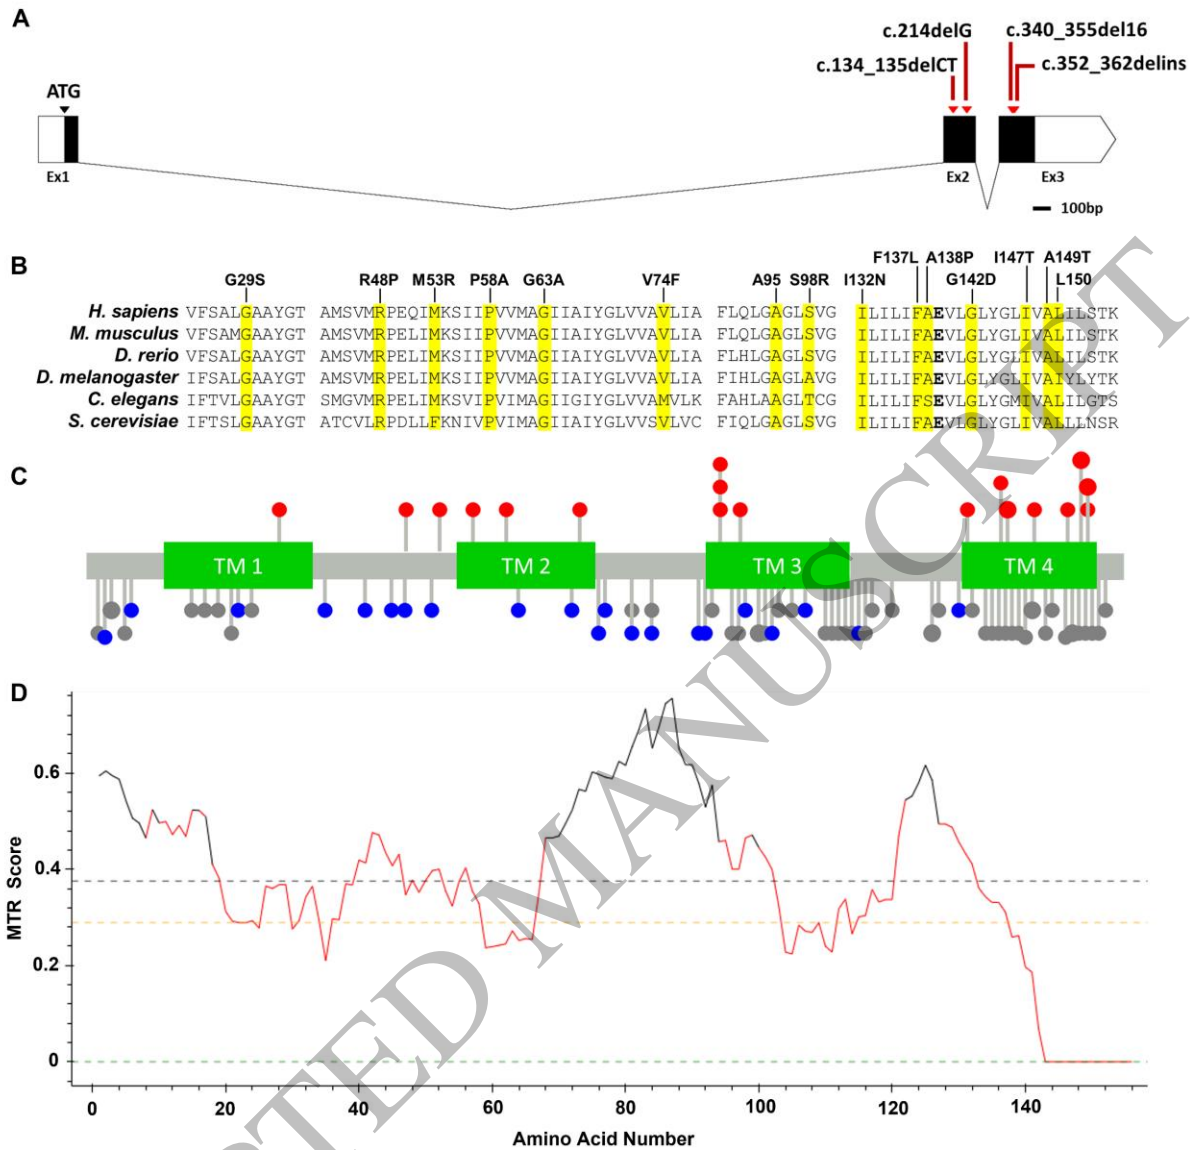 A
c.214delG c.340_355del16
c.134_135delCT c.352_362delins
ATG
Ex1 Ex2 Ex3
100bp
B
F137L A138P I147T A149T
G29S R48P M53R P58A G63A V74F A95 S98R I132N G142D L150
H. sapiens VFSALGAAYGT AMSVMRPEQIMKSIIPVVMAGIIAIYGLVVAVLIA FLQLGAGLSVG ILILIFAEVLGLYGLIVALILSTK
M. musculus VFSAMGAAYGT AMSVMRPELIMKSIIPVVMAGIIAIYGLVVAVLIA FLQLGAGLSVG ILILIFAEVLGLYGLIVALILSTK
D. rerio VFSALGAAYGT AMSVMRPELIMKSIIPVVMAGIIAIYGLVVAVLIA FLHLGAGLSVG ILILIFAEVLGLYGLIVALILSTK
D. melanogaster IFSALGAAYGT AMSVMRPELIMKSIIPVVMAGIIAIYGLVVAVLIA FIHLGAGLAVG ILILIFAEVLGLYGLIVAIYLYTK
C. elegans IFTVLGAAYGT SMGVMRPELIMKSVIPVIMAGIIGIYGLVVAMVLK FAHLAAGLTCG ILILIFSEVLGLYGMIVALILGTS
S. cerevisiae IFTSLGAAYGT ATCVLRPDLLFKNIVPVIMAGIIAIYGLVVSVLVC FIQLGAGLSVG ILILIFAEVLGLYGLIVALLLNSR
C
TM 1 TM 2 TM 3 TM 4
D
MTR Score
0.6
0.4
0.2
0
0 20 40 60 80 100 120 140
Amino Acid Number
PTED MANUSCRIPT